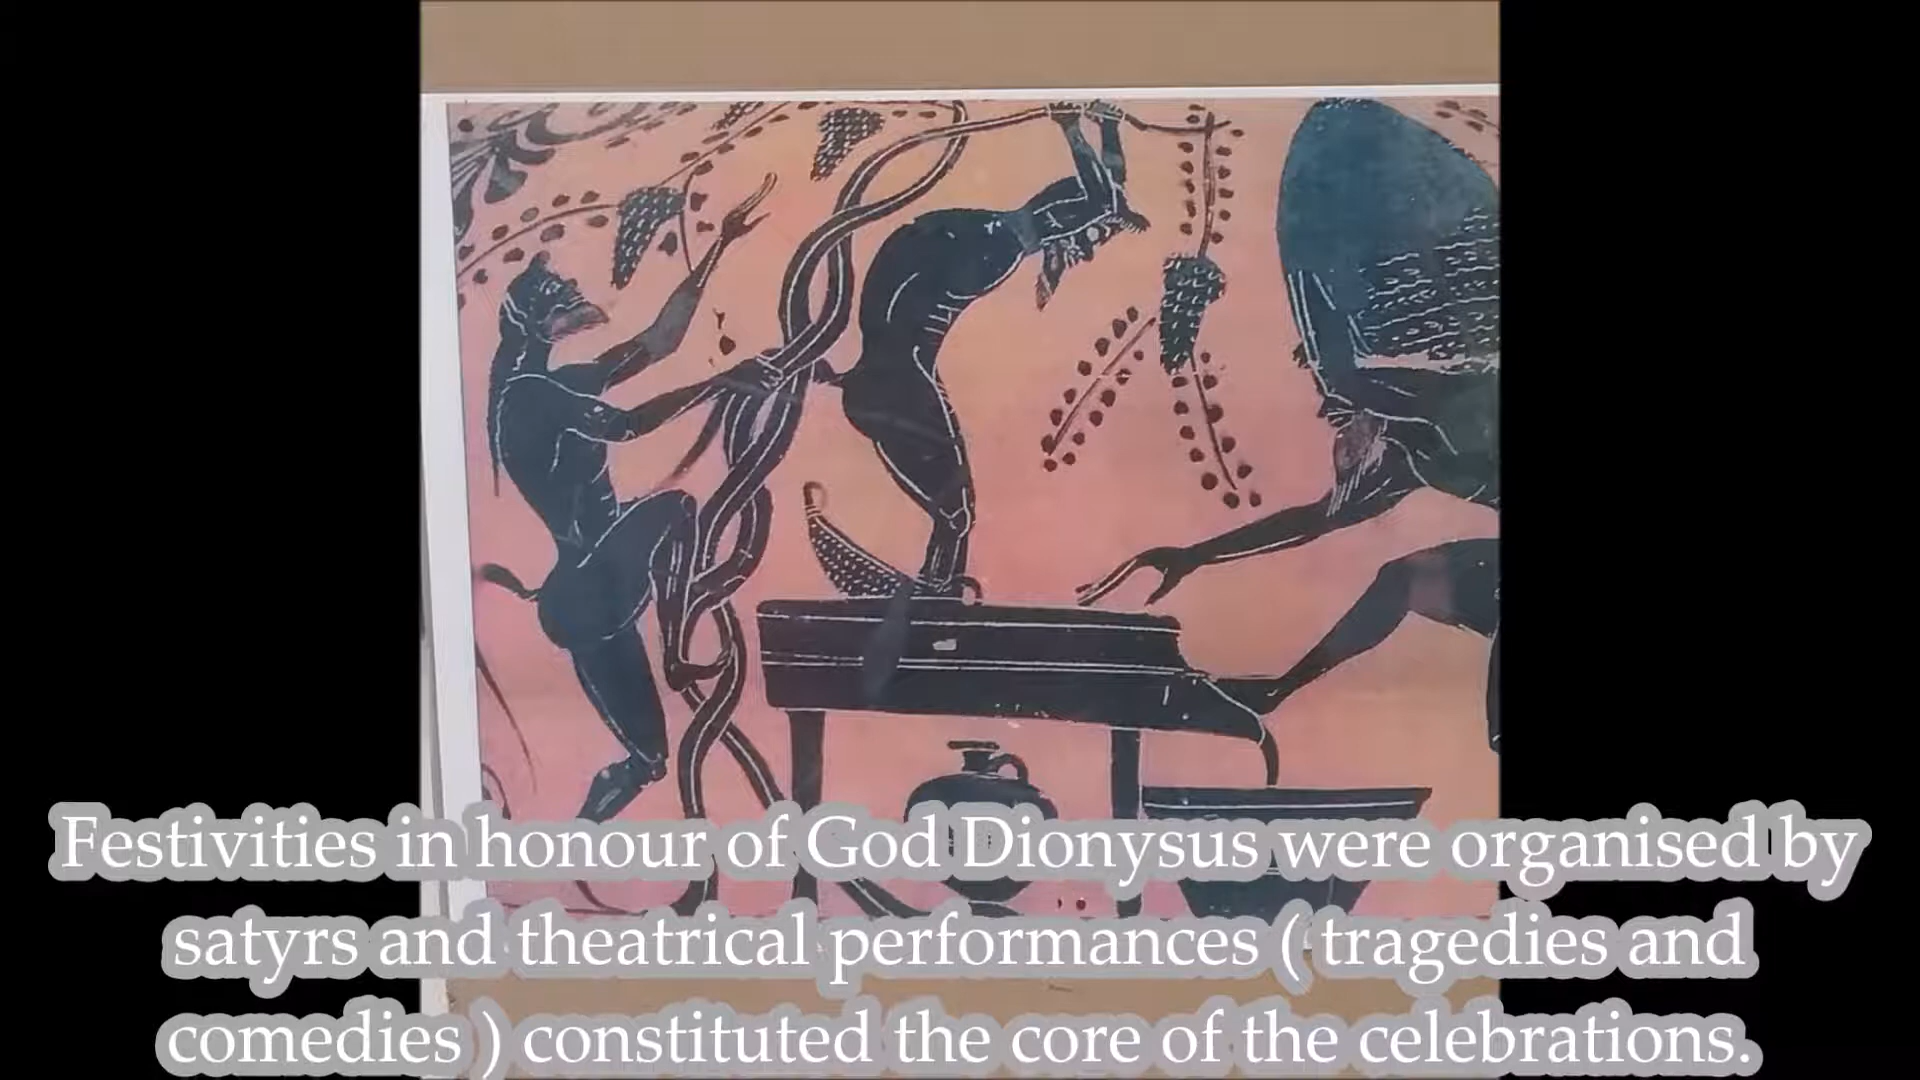 Festivities in honour of God Dionysus were organised by
satyrs and theatrical performances ( tragedies and
comedies ) constituted the core of the celebrations.